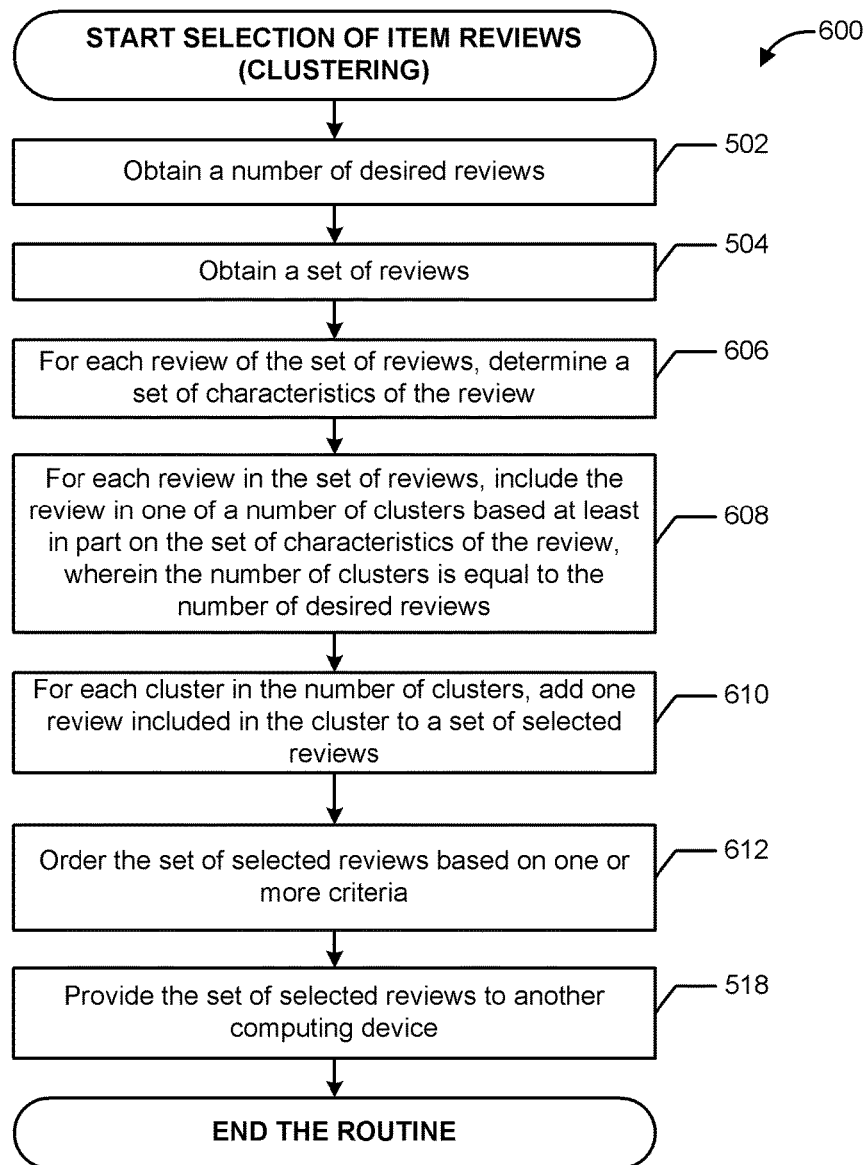 START SELECTION OF ITEM REVIEWS
(CLUSTERING)
600
Obtain a number of desired reviews
502
Obtain a set of reviews
504
For each review of the set of reviews, determine a
set of characteristics of the review
606
For each review in the set of reviews, include the
review in one of a number of clusters based at least
in part on the set of characteristics of the review,
wherein the number of clusters is equal to the
number of desired reviews
608
For each cluster in the number of clusters, add one
review included in the cluster to a set of selected
reviews
610
Order the set of selected reviews based on one or
more criteria
612
Provide the set of selected reviews to another
computing device
518
END THE ROUTINE